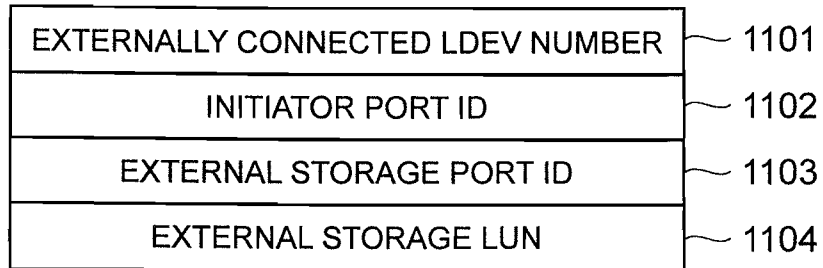 EXTERNALLY CONNECTED LDEV NUMBER 1101
INITIATOR PORT ID 1102
EXTERNAL STORAGE PORT ID 1103
EXTERNAL STORAGE LUN 1104